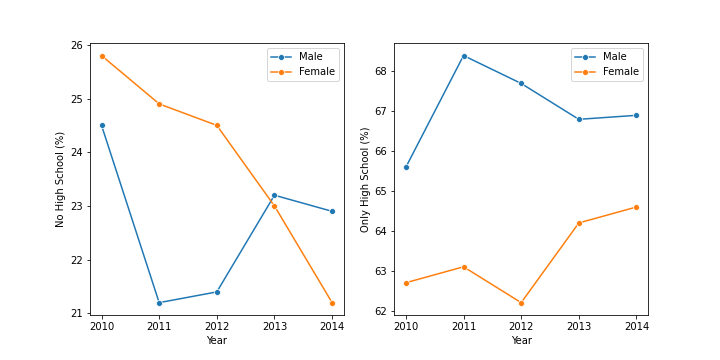 No High School (%)
26
25
24
23
22
21
2010 2011 2012 2013 2014
Year
Male
Female
Only High School (%)
68
67
66
65
64
63
62
2010 2011 2012 2013 2014
Year
Male
Female